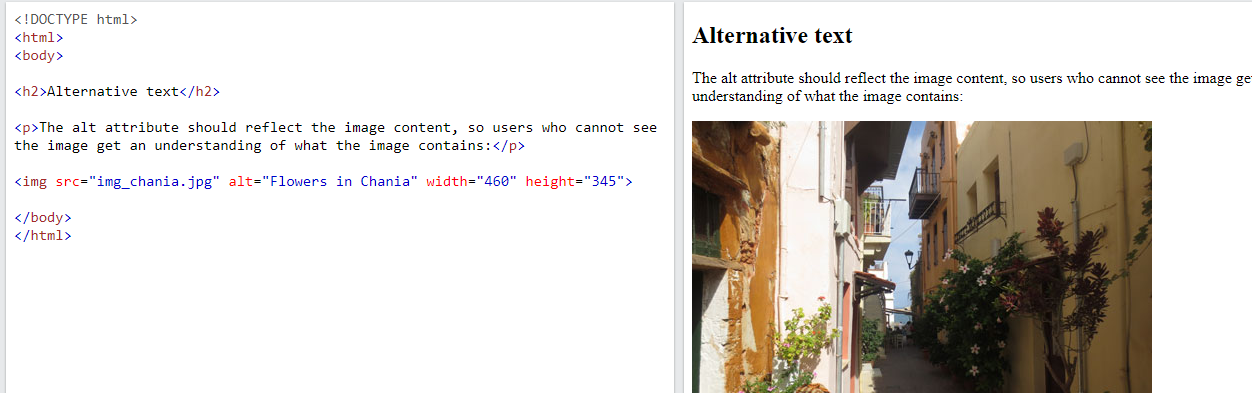 <!DOCTYPE html>
<html>
<body>
<h2>Alternative text</h2>
<p>The alt attribute should reflect the image content, so users who cannot see
the image get an understanding of what the image contains:</p>
<img src="img_chania.jpg" alt="Flowers in Chania" width="460" height="345">
</body>
</html>
Alternative text
The alt attribute should reflect the image content, so users who cannot see the image
understanding of what the image contains: